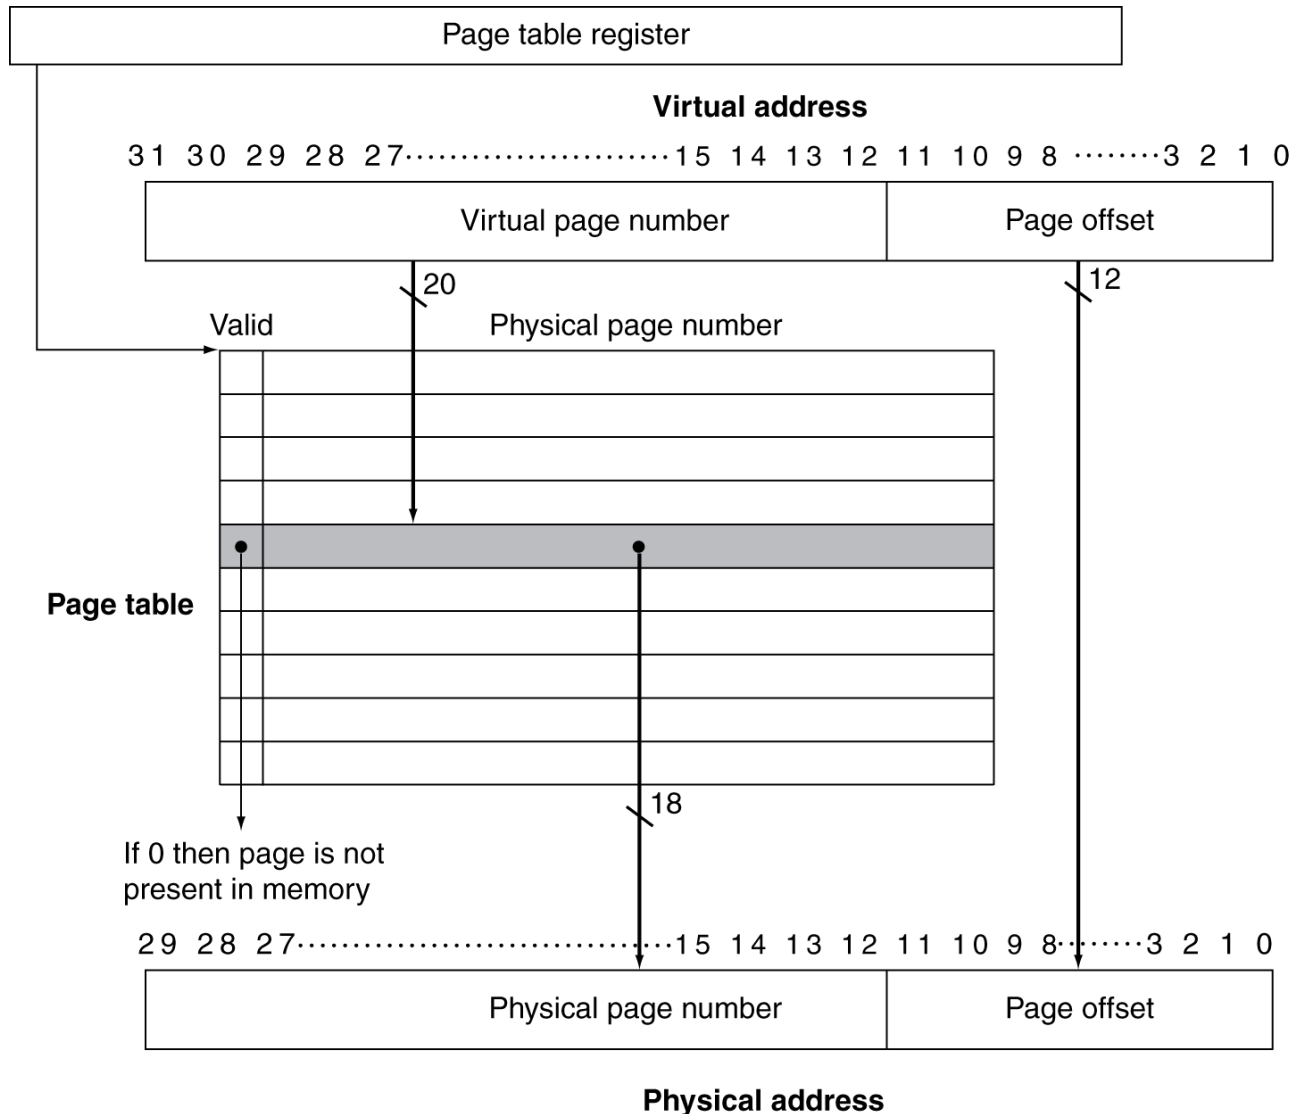 Page table register
Virtual address
31 30 29 28 27........................15 14 13 12 11 10 9 8 ........3 2 1 0
Virtual page number Page offset
20 12
Valid Physical page number
Page table
18
If 0 then page is not
present in memory
29 28 27..................................15 14 13 12 11 10 9 8........3 2 1 0
Physical page number Page offset
Physical address